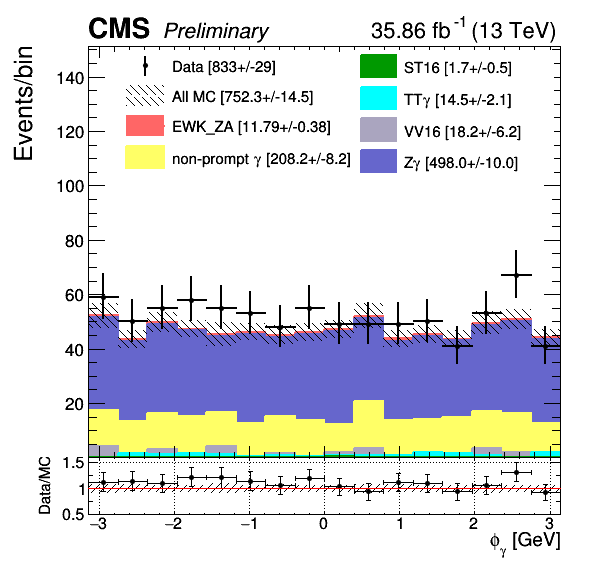 CMS Preliminary 35.86 fb⁻¹ (13 TeV)
Events/bin
140
120
100
80
60
40
20
Data [833+/-29]
All MC [752.3+/-14.5]
EWK_ZA [11.79+/-0.38]
non-prompt γ [208.2+/-8.2]
ST16 [1.7+/-0.5]
TTγ [14.5+/-2.1]
VV16 [18.2+/-6.2]
Zγ [498.0+/-10.0]
Data/MC
1.5
1
0.5
−3 −2 −1 0 1 2 3
ϕγ [GeV]